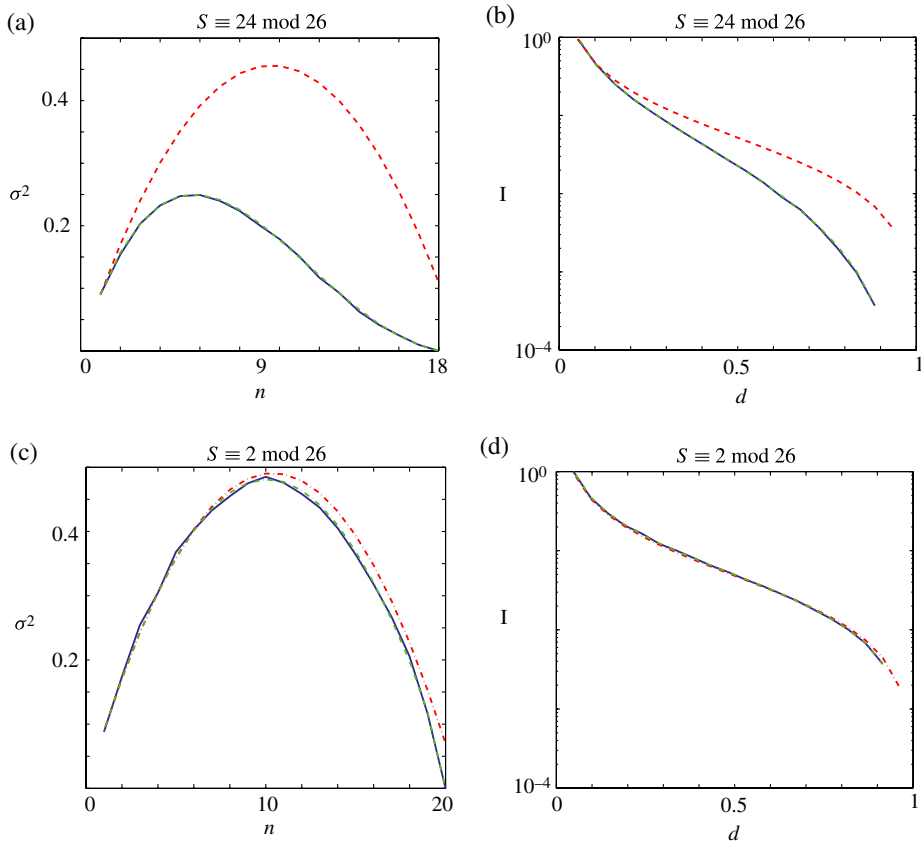 (a)
S ≡ 24 mod 26
0.4
σ²
0.2
0
9
18
n
(b)
S ≡ 24 mod 26
10⁰
I
10⁻⁴
0
0.5
1
d
(c)
S ≡ 2 mod 26
0.4
σ²
0.2
0
10
20
n
(d)
S ≡ 2 mod 26
10⁰
I
10⁻⁴
0
0.5
1
d